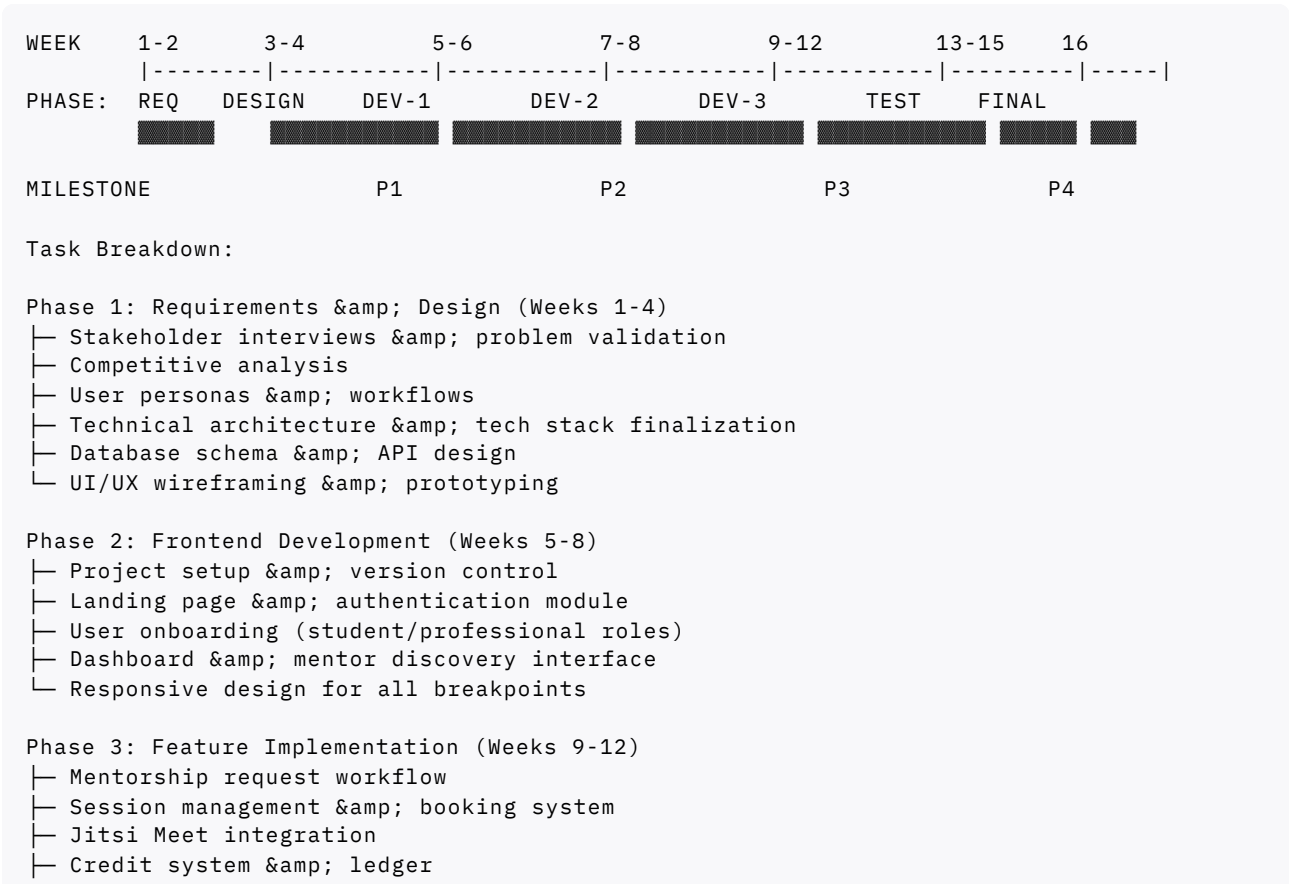 WEEK    1-2      3-4         5-6         7-8         9-12        13-15    16
        |--------|-----------|-----------|-----------|-----------|---------|-----|
PHASE:  REQ   DESIGN    DEV-1       DEV-2       DEV-3       TEST    FINAL
▓▓▓▓▓    ▓▓▓▓▓▓▓▓▓▓▓ ▓▓▓▓▓▓▓▓▓▓▓ ▓▓▓▓▓▓▓▓▓▓▓ ▓▓▓▓▓▓▓▓▓▓▓ ▓▓▓▓▓ ▓▓▓
MILESTONE                P1              P2              P3              P4
Task Breakdown:
Phase 1: Requirements &amp; Design (Weeks 1-4)
├─ Stakeholder interviews &amp; problem validation
├─ Competitive analysis
├─ User personas &amp; workflows
├─ Technical architecture &amp; tech stack finalization
├─ Database schema &amp; API design
└─ UI/UX wireframing &amp; prototyping
Phase 2: Frontend Development (Weeks 5-8)
├─ Project setup &amp; version control
├─ Landing page &amp; authentication module
├─ User onboarding (student/professional roles)
├─ Dashboard &amp; mentor discovery interface
└─ Responsive design for all breakpoints
Phase 3: Feature Implementation (Weeks 9-12)
├─ Mentorship request workflow
├─ Session management &amp; booking system
├─ Jitsi Meet integration
├─ Credit system &amp; ledger